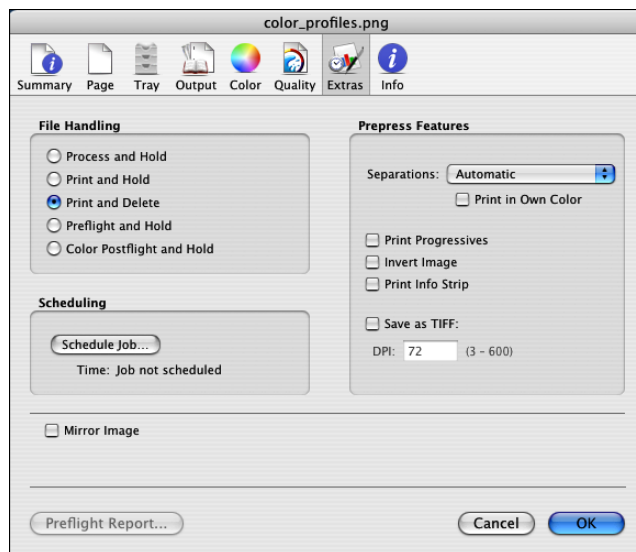 color_profiles.png
Summary Page Tray Output Color Quality Extras Info
File Handling
Process and Hold
Print and Hold
Print and Delete
Preflight and Hold
Color Postflight and Hold
Scheduling
Schedule Job...
Time: Job not scheduled
Prepress Features
Separations: Automatic
Print in Own Color
Print Progressives
Invert Image
Print Info Strip
Save as TIFF:
DPI: 72 (3 - 600)
Mirror Image
Preflight Report...
Cancel OK